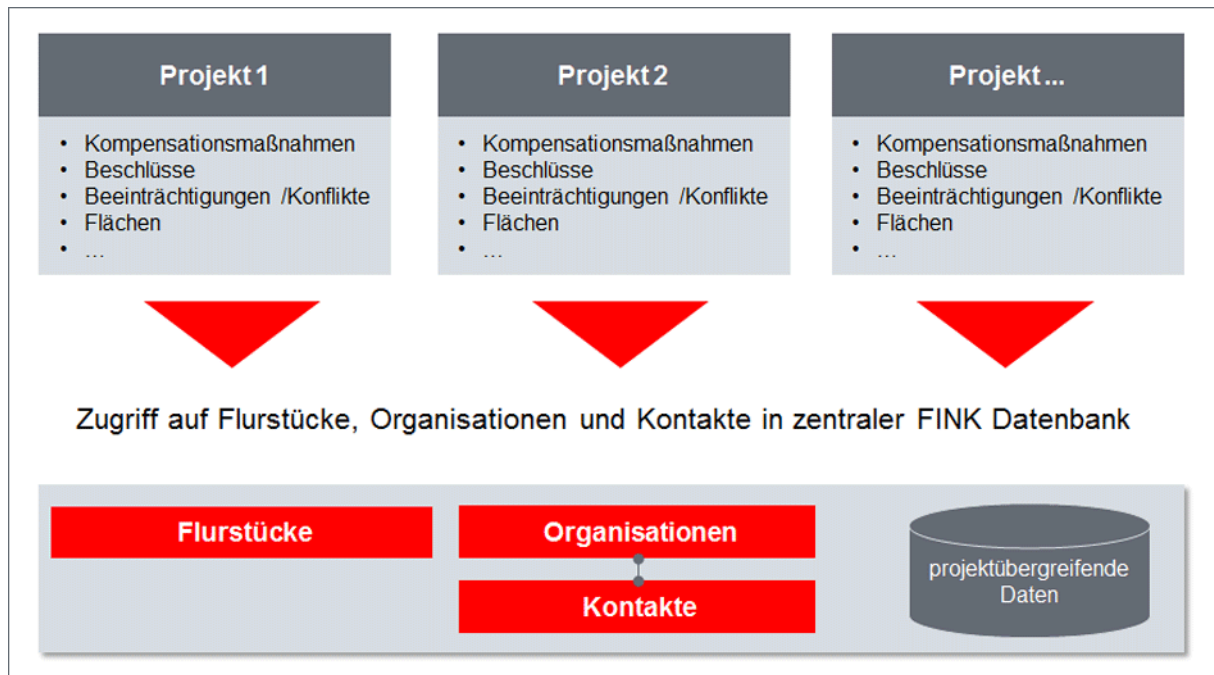 Projekt 1
• Kompensationsmaßnahmen
• Beschlüsse
• Beeinträchtigungen /Konflikte
• Flächen
• ...
Projekt 2
• Kompensationsmaßnahmen
• Beschlüsse
• Beeinträchtigungen /Konflikte
• Flächen
• ...
Projekt ...
• Kompensationsmaßnahmen
• Beschlüsse
• Beeinträchtigungen /Konflikte
• Flächen
• ...
Zugriff auf Flurstücke, Organisationen und Kontakte in zentraler FINK Datenbank
Flurstücke
Organisationen
Kontakte
projektübergreifende
Daten